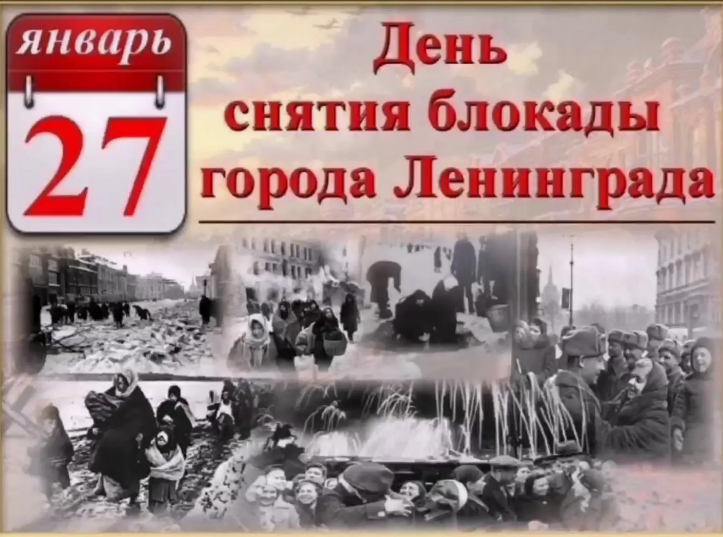 январь
27
День
снятия блокады
города Ленинграда